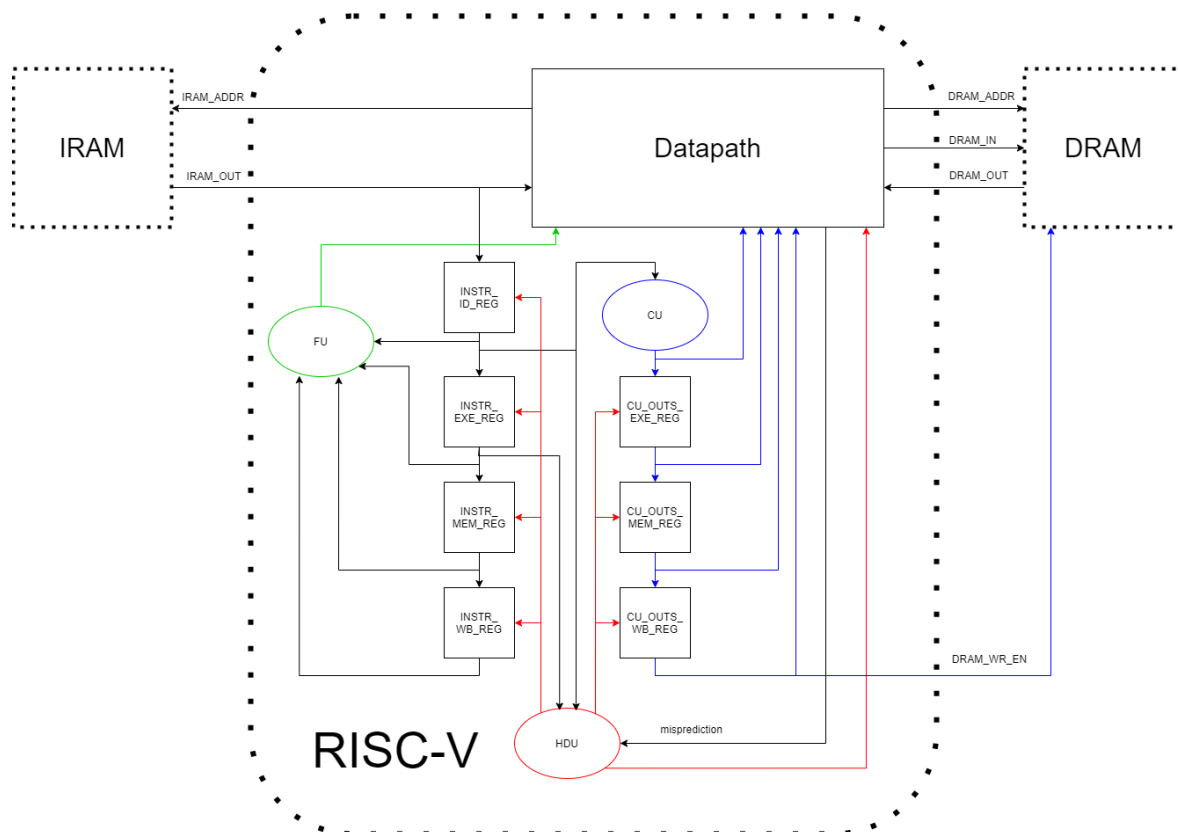 IRAM_ADDR
DRAM_ADDR
IRAM
Datapath
DRAM_IN
DRAM
IRAM_OUT
DRAM_OUT
INSTR_
ID_REG
CU
FU
INSTR_
EXE_REG
CU_OUTS_
EXE_REG
INSTR_
MEM_REG
CU_OUTS_
MEM_REG
INSTR_
WB_REG
CU_OUTS_
WB_REG
DRAM_WR_EN
misprediction
HDU
RISC-V